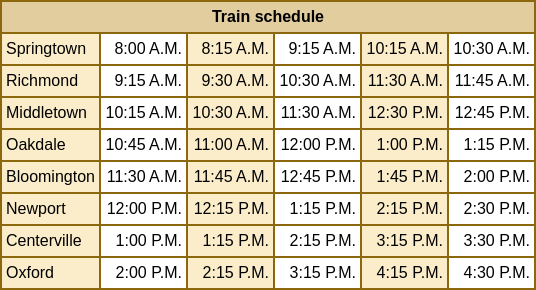 Train schedule
Springtown 8:00 A.M. 8:15 A.M. 9:15 A.M. 10:15 A.M. 10:30 A.M.
Richmond 9:15 A.M. 9:30 A.M. 10:30 A.M. 11:30 A.M. 11:45 A.M.
Middletown 10:15 A.M. 10:30 A.M. 11:30 A.M. 12:30 P.M. 12:45 P.M.
Oakdale 10:45 A.M. 11:00 A.M. 12:00 P.M. 1:00 P.M. 1:15 P.M.
Bloomington 11:30 A.M. 11:45 A.M. 12:45 P.M. 1:45 P.M. 2:00 P.M.
Newport 12:00 P.M. 12:15 P.M. 1:15 P.M. 2:15 P.M. 2:30 P.M.
Centerville 1:00 P.M. 1:15 P.M. 2:15 P.M. 3:15 P.M. 3:30 P.M.
Oxford 2:00 P.M. 2:15 P.M. 3:15 P.M. 4:15 P.M. 4:30 P.M.